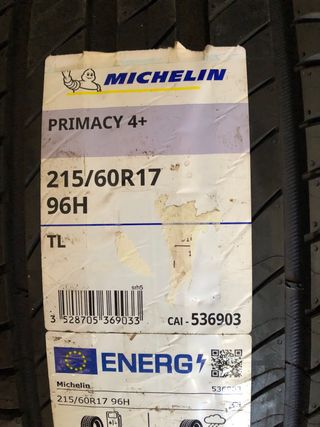 MICHELIN
PRIMACY 4+
215/60R17
96H
TL
3 528705 369033
CAI - 536903
ENERG
Michelin
215/60R17 96H